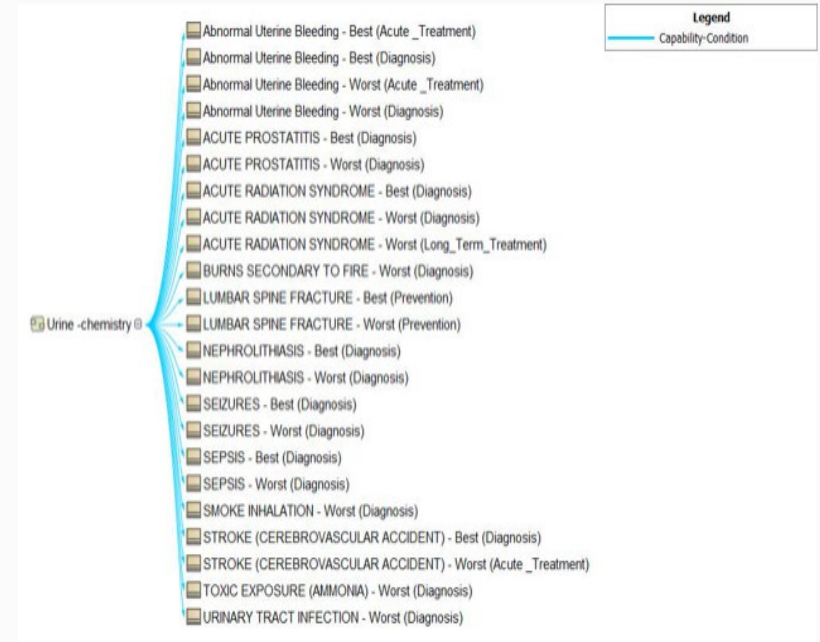 Legend
Capability-Condition
Abnormal Uterine Bleeding - Best (Acute _Treatment)
Abnormal Uterine Bleeding - Best (Diagnosis)
Abnormal Uterine Bleeding - Worst (Acute _Treatment)
Abnormal Uterine Bleeding - Worst (Diagnosis)
ACUTE PROSTATITIS - Best (Diagnosis)
ACUTE PROSTATITIS - Worst (Diagnosis)
ACUTE RADIATION SYNDROME - Best (Diagnosis)
ACUTE RADIATION SYNDROME - Worst (Diagnosis)
ACUTE RADIATION SYNDROME - Worst (Long_Term_Treatment)
BURNS SECONDARY TO FIRE - Worst (Diagnosis)
LUMBAR SPINE FRACTURE - Best (Prevention)
Urine -chemistry
LUMBAR SPINE FRACTURE - Worst (Prevention)
NEPHROLITHIASIS - Best (Diagnosis)
NEPHROLITHIASIS - Worst (Diagnosis)
SEIZURES - Best (Diagnosis)
SEIZURES - Worst (Diagnosis)
SEPSIS - Best (Diagnosis)
SEPSIS - Worst (Diagnosis)
SMOKE INHALATION - Worst (Diagnosis)
STROKE (CEREBROVASCULAR ACCIDENT) - Best (Diagnosis)
STROKE (CEREBROVASCULAR ACCIDENT) - Worst (Acute _Treatment)
TOXIC EXPOSURE (AMMONIA) - Worst (Diagnosis)
URINARY TRACT INFECTION - Worst (Diagnosis)